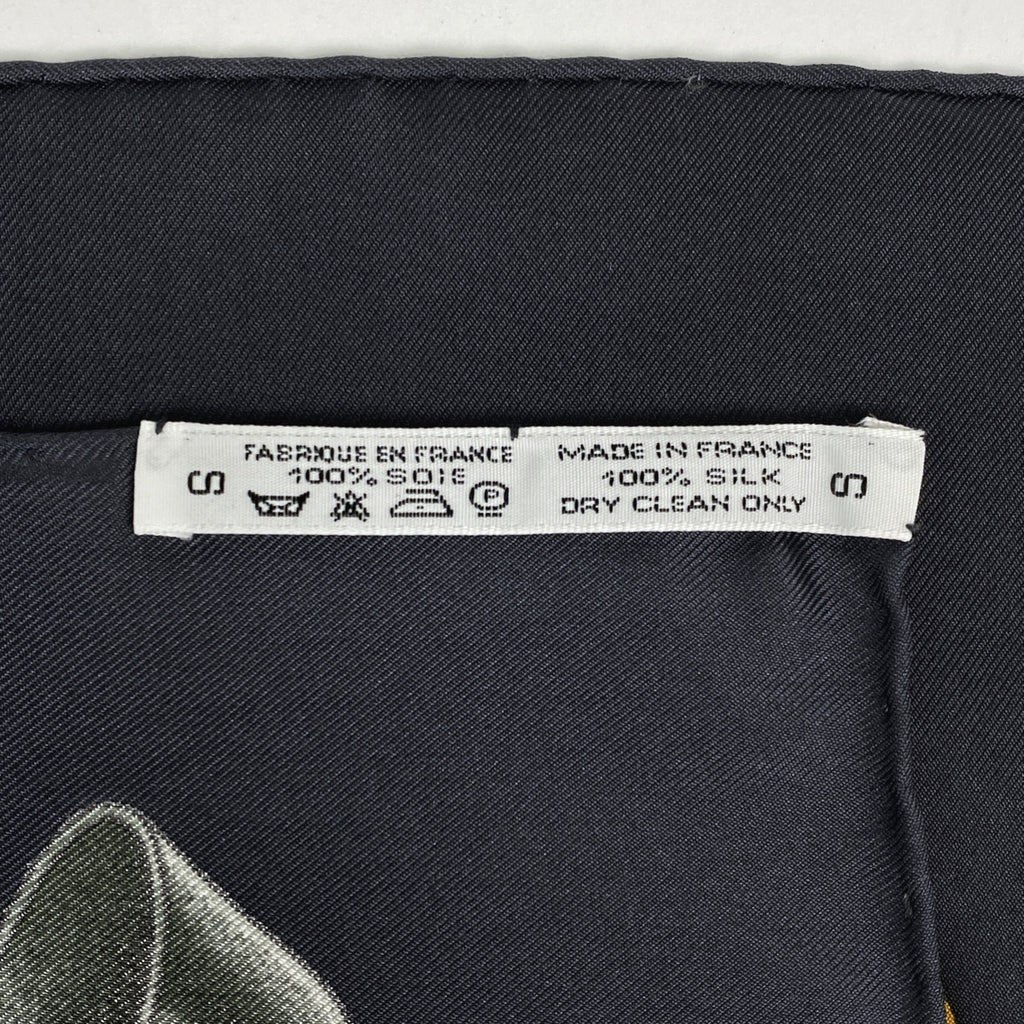 S
FABRIQUE EN FRANCE
100% SOIE
P
MADE IN FRANCE
100% SILK
DRY CLEAN ONLY
S